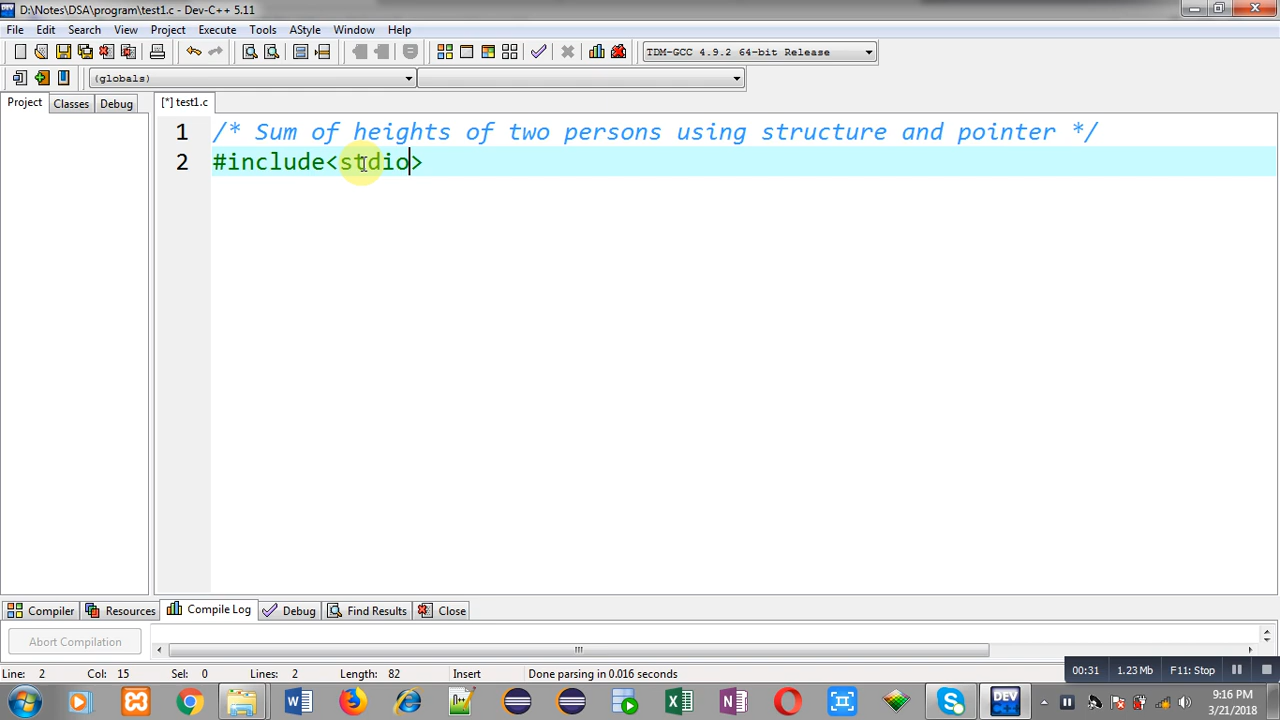 D:\Notes\DSA\program\test1.c - Dev-C++ 5.11
File Edit Search View Project Execute Tools AStyle Window Help
TDM-GCC 4.9.2 64-bit Release
(globals)
Project Classes Debug [*] test1.c
1 /* Sum of heights of two persons using structure and pointer */
2 #include<stdio>
Compiler Resources Compile Log Debug Find Results Close
Abort Compilation
Line: 2 Col: 15 Sel: 0 Lines: 2 Length: 82 Insert Done parsing in 0.016 seconds
00:31 1.23 Mb F11: Stop
9:16 PM
3/21/2018